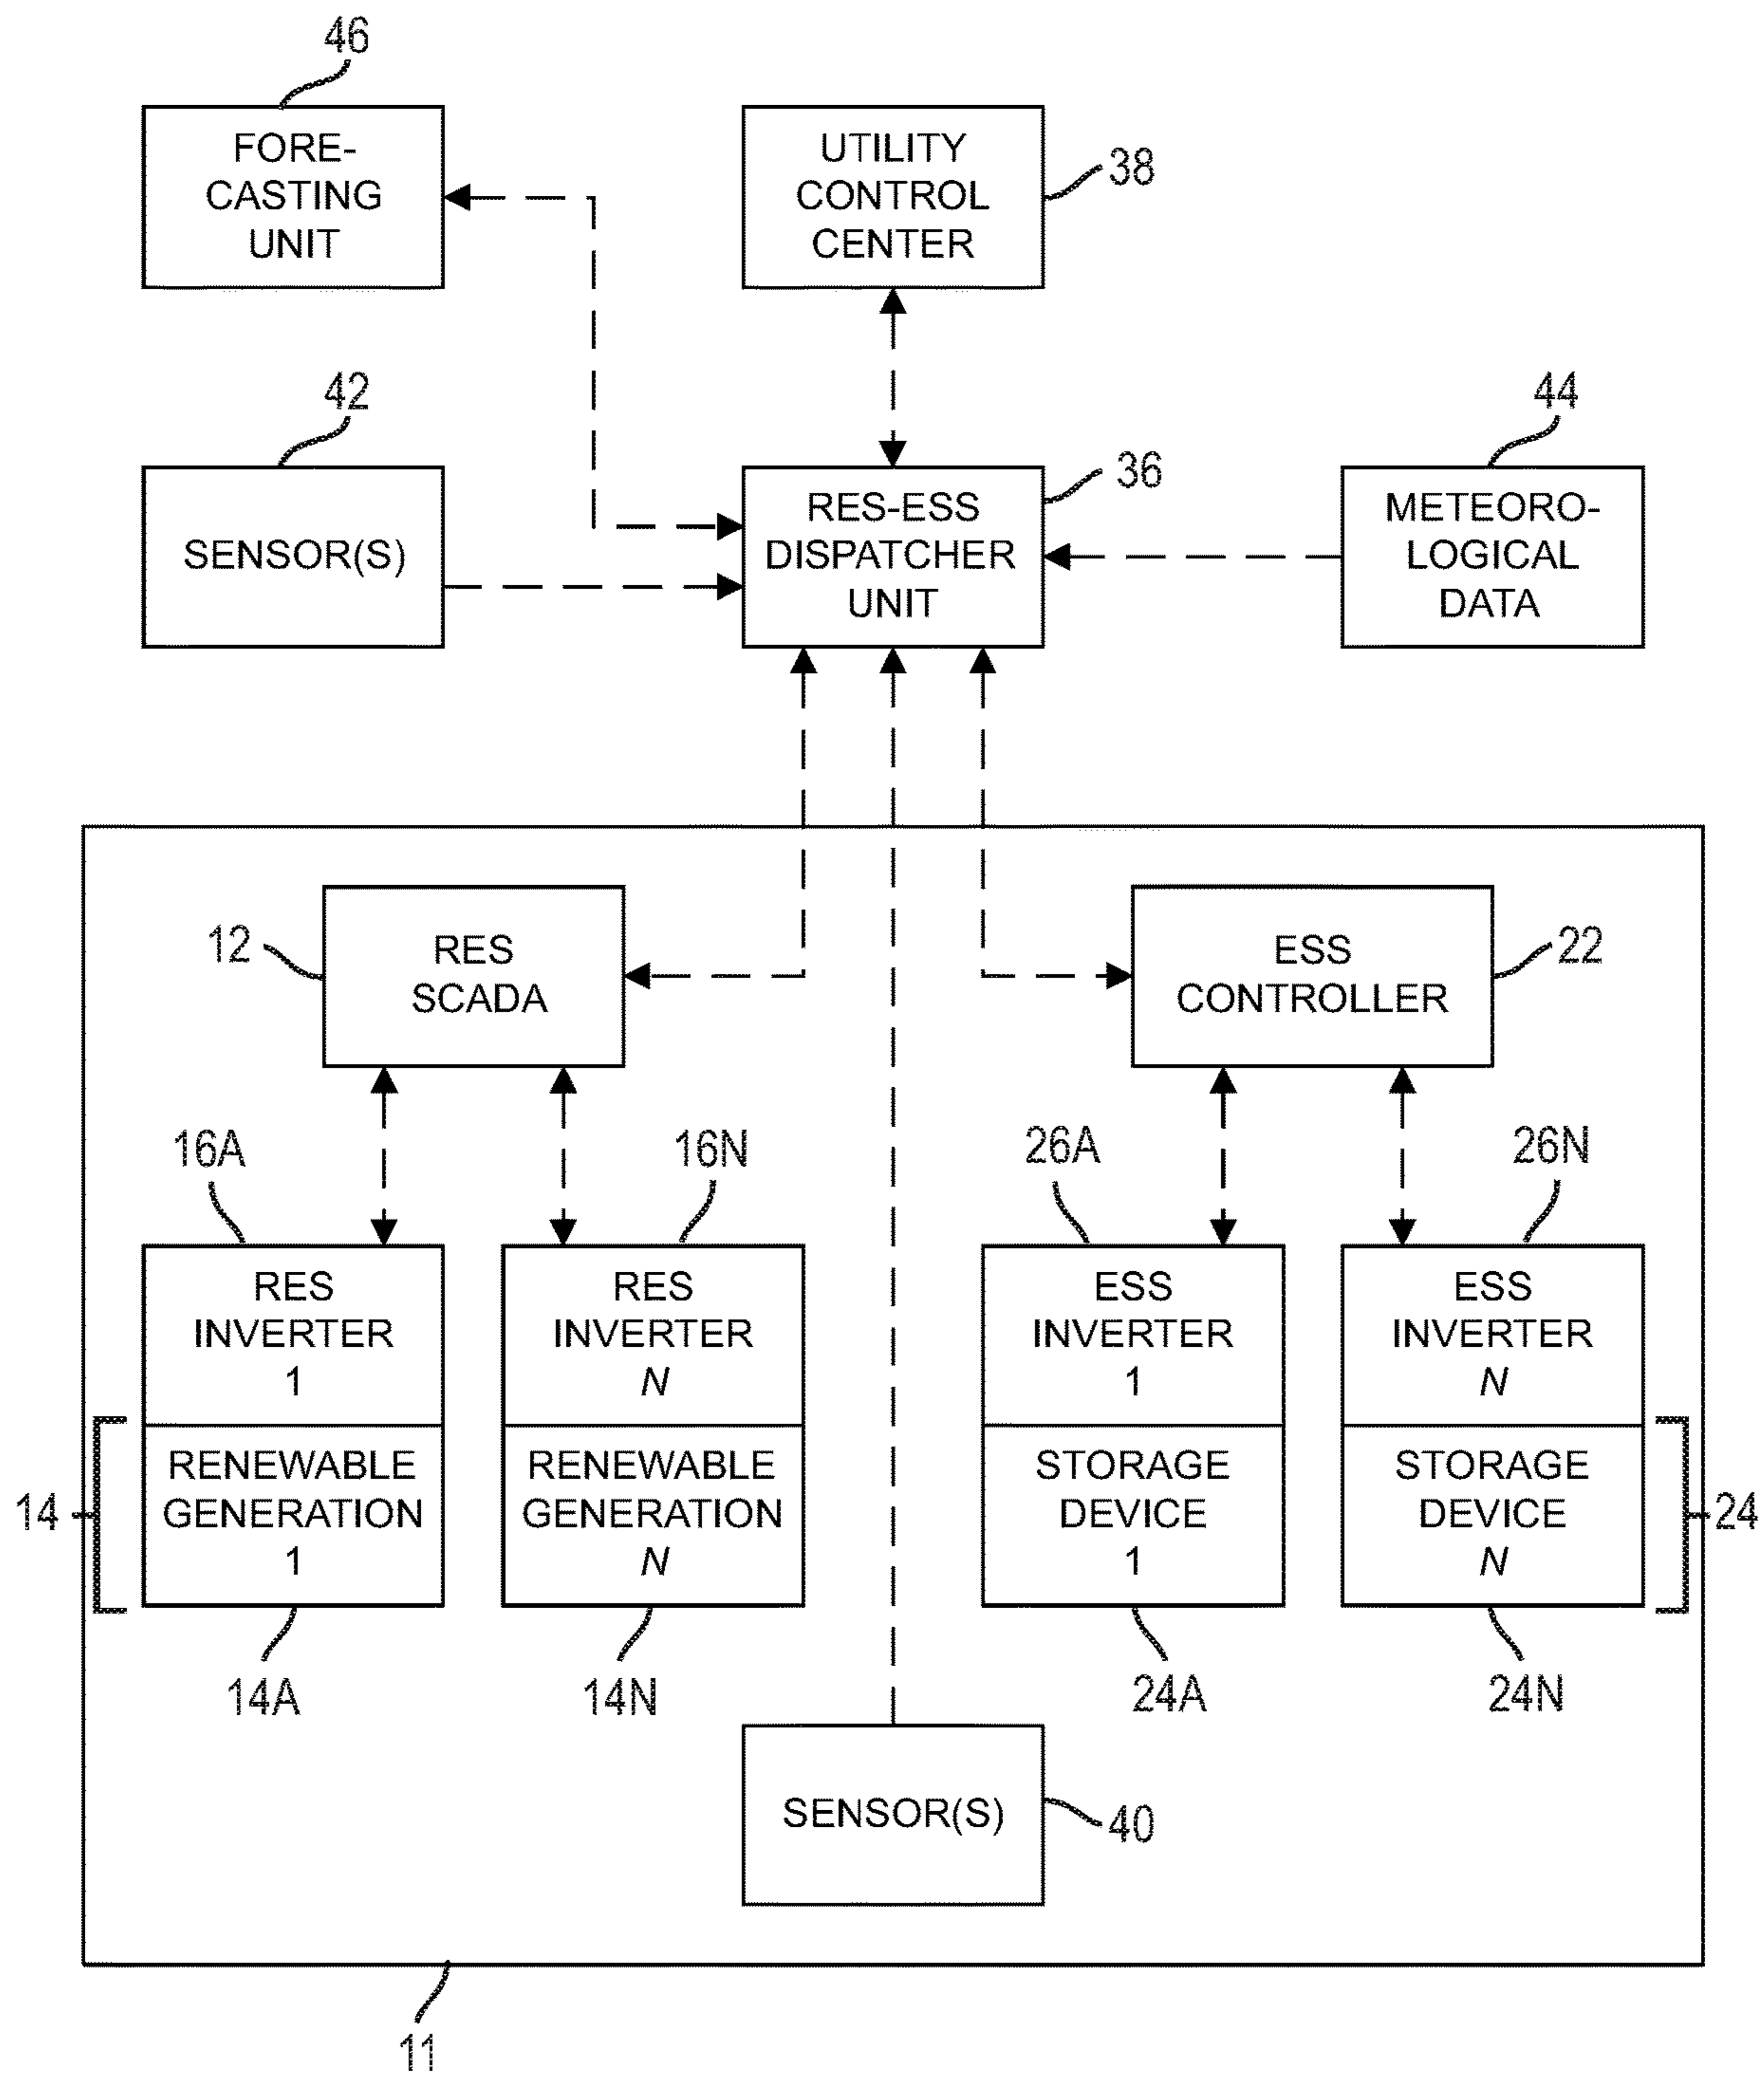 46
FORE-
CASTING
UNIT
UTILITY
CONTROL
CENTER
38
42
SENSOR(S)
RES-ESS
DISPATCHER
UNIT
36
44
METEORO-
LOGICAL
DATA
12
RES
SCADA
ESS
CONTROLLER
22
16A
16N
26A
26N
RES
INVERTER
1
RES
INVERTER
N
ESS
INVERTER
1
ESS
INVERTER
N
14
RENEWABLE
GENERATION
1
RENEWABLE
GENERATION
N
STORAGE
DEVICE
1
STORAGE
DEVICE
N
24
14A
14N
24A
24N
SENSOR(S)
40
11